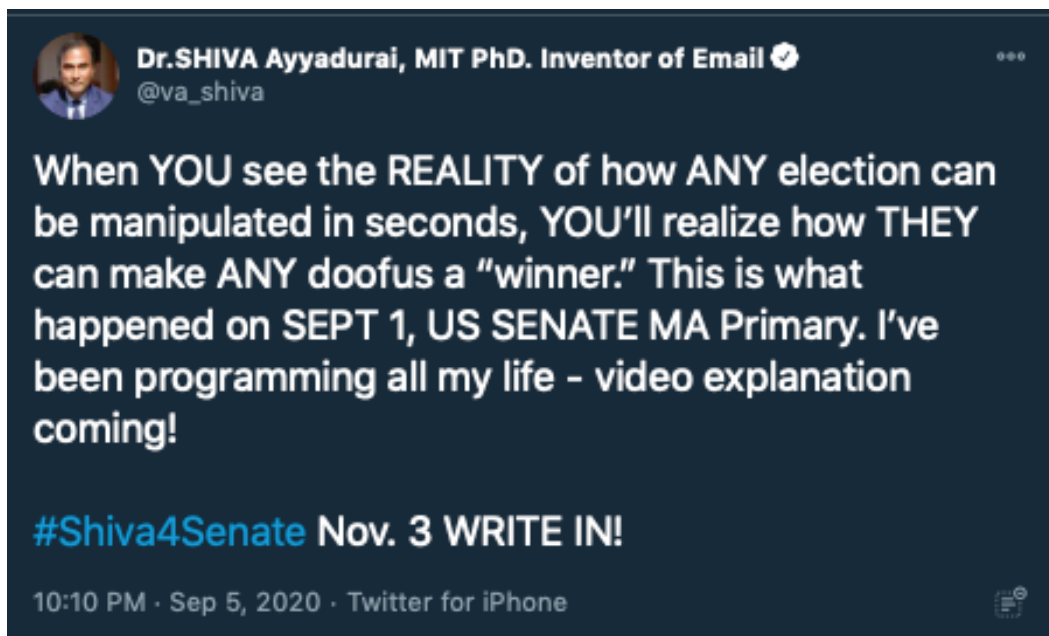 Dr.SHIVA Ayyadurai, MIT PhD. Inventor of Email
@va_shiva
When YOU see the REALITY of how ANY election can
be manipulated in seconds, YOU’ll realize how THEY
can make ANY doofus a “winner.” This is what
happened on SEPT 1, US SENATE MA Primary. I’ve
been programming all my life - video explanation
coming!
#Shiva4Senate Nov. 3 WRITE IN!
10:10 PM · Sep 5, 2020 · Twitter for iPhone